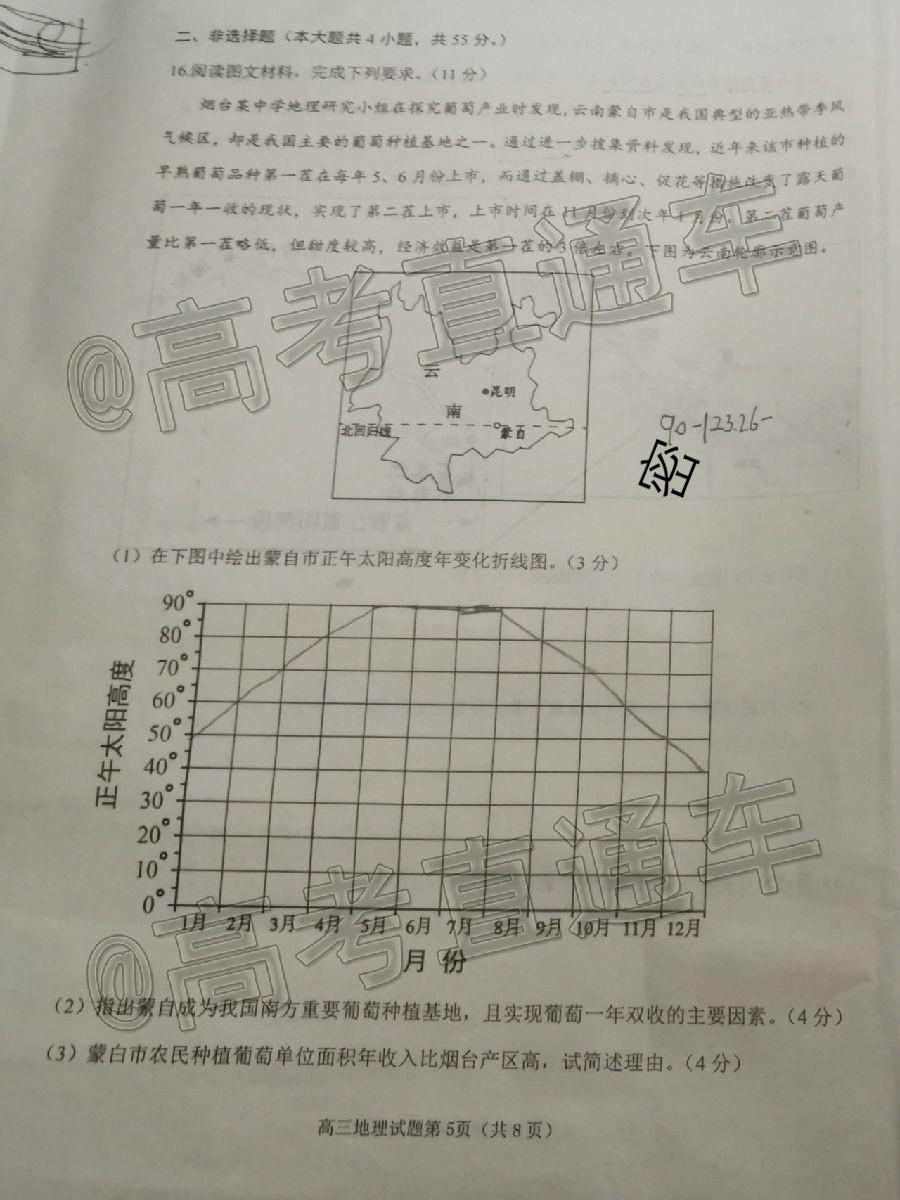 二、非选择题（本大题共4小题，共55分。）
16.阅读图文材料，完成下列要求。（11分）
烟台某中学地理研究小组在探究葡萄产业时发现，云南蒙自市是我国典型的亚热带季风
气候区，却是我国主要的葡萄种植基地之一。通过进一步搜集资料发现，近年来该市种植的
早熟葡萄品种第一茬在每年5、6月份上市，而通过盖棚、摘心、促花等措施改变了露天葡
萄一年一收的现状，实现了第二茬上市，上市时间在11月份到次年1月份。第二茬葡萄产
量比第一茬略低，但甜度较高，经济效益是第一茬的3倍左右。下图为云南轮廓示意图。
云
昆明
南
北回归线
蒙自
90-|23.26-
密
@高考直通车
（1）在下图中绘出蒙自市正午太阳高度年变化折线图。（3分）
正午太阳高度
90°
80°
70°
60°
50°
40°
30°
20°
10°
0°
1月 2月 3月 4月 5月 6月 7月 8月 9月 10月 11月 12月
月 份
@高考直通车
（2）指出蒙自成为我国南方重要葡萄种植基地，且实现葡萄一年双收的主要因素。（4分）
（3）蒙白市农民种植葡萄单位面积年收入比烟台产区高，试简述理由。（4分）
高三地理试题第5页（共8页）